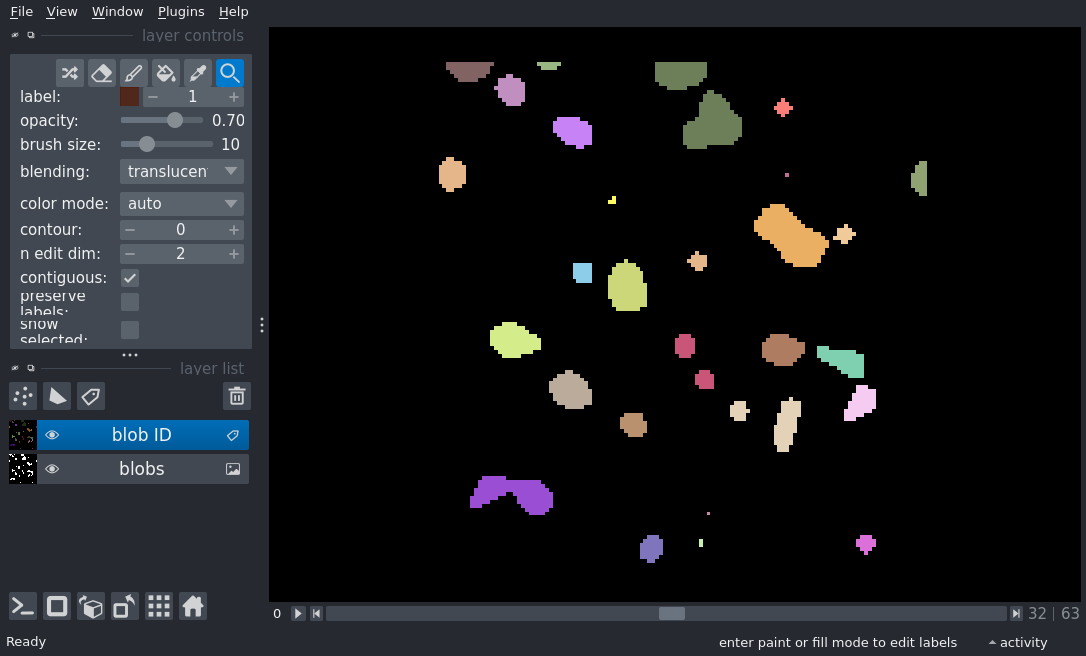 File View Window Plugins Help
layer controls
label: − 1 +
opacity: 0.70
brush size: 10
blending: translucen
color mode: auto
contour: − 0 +
n edit dim: − 2 +
contiguous:
preserve
labels:
show
selected:
layer list
blob ID
blobs
0 32 | 63
Ready enter paint or fill mode to edit labels activity